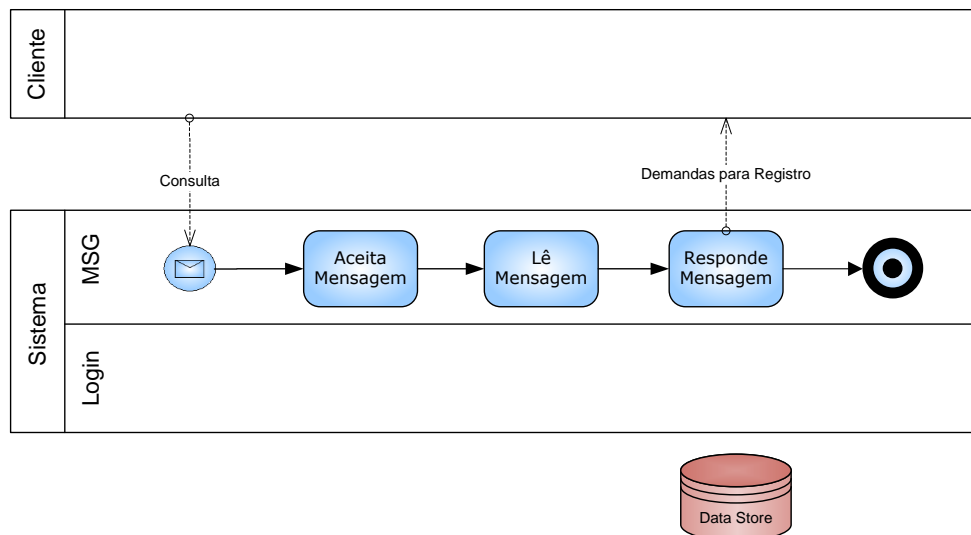 Cliente
Consulta
Demandas para Registro
Sistema
MSG
Aceita
Mensagem
Lê
Mensagem
Responde
Mensagem
Login
Data Store